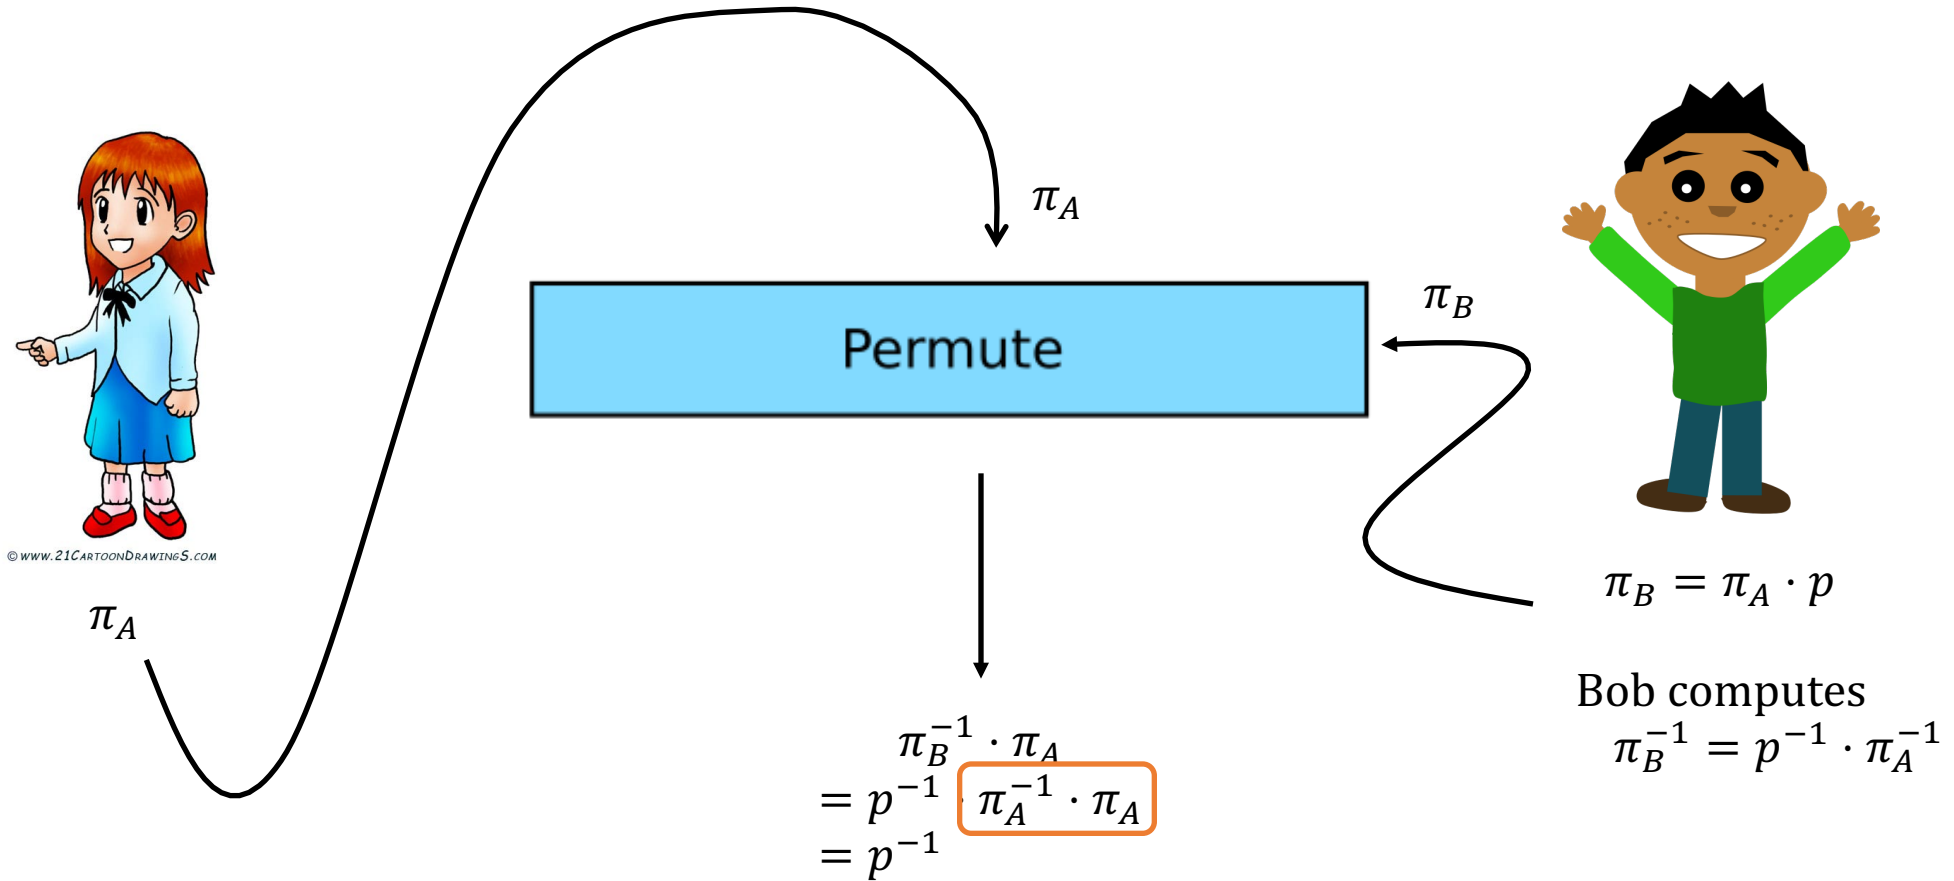 π_A
Permute
π_B
© WWW.21CARTOONDRAWINGS.COM
π_A
π_B = π_A · p
Bob computes
π_B^{-1} = p^{-1} · π_A^{-1}
π_B^{-1} · π_A
= p^{-1} · π_A^{-1} · π_A
= p^{-1}